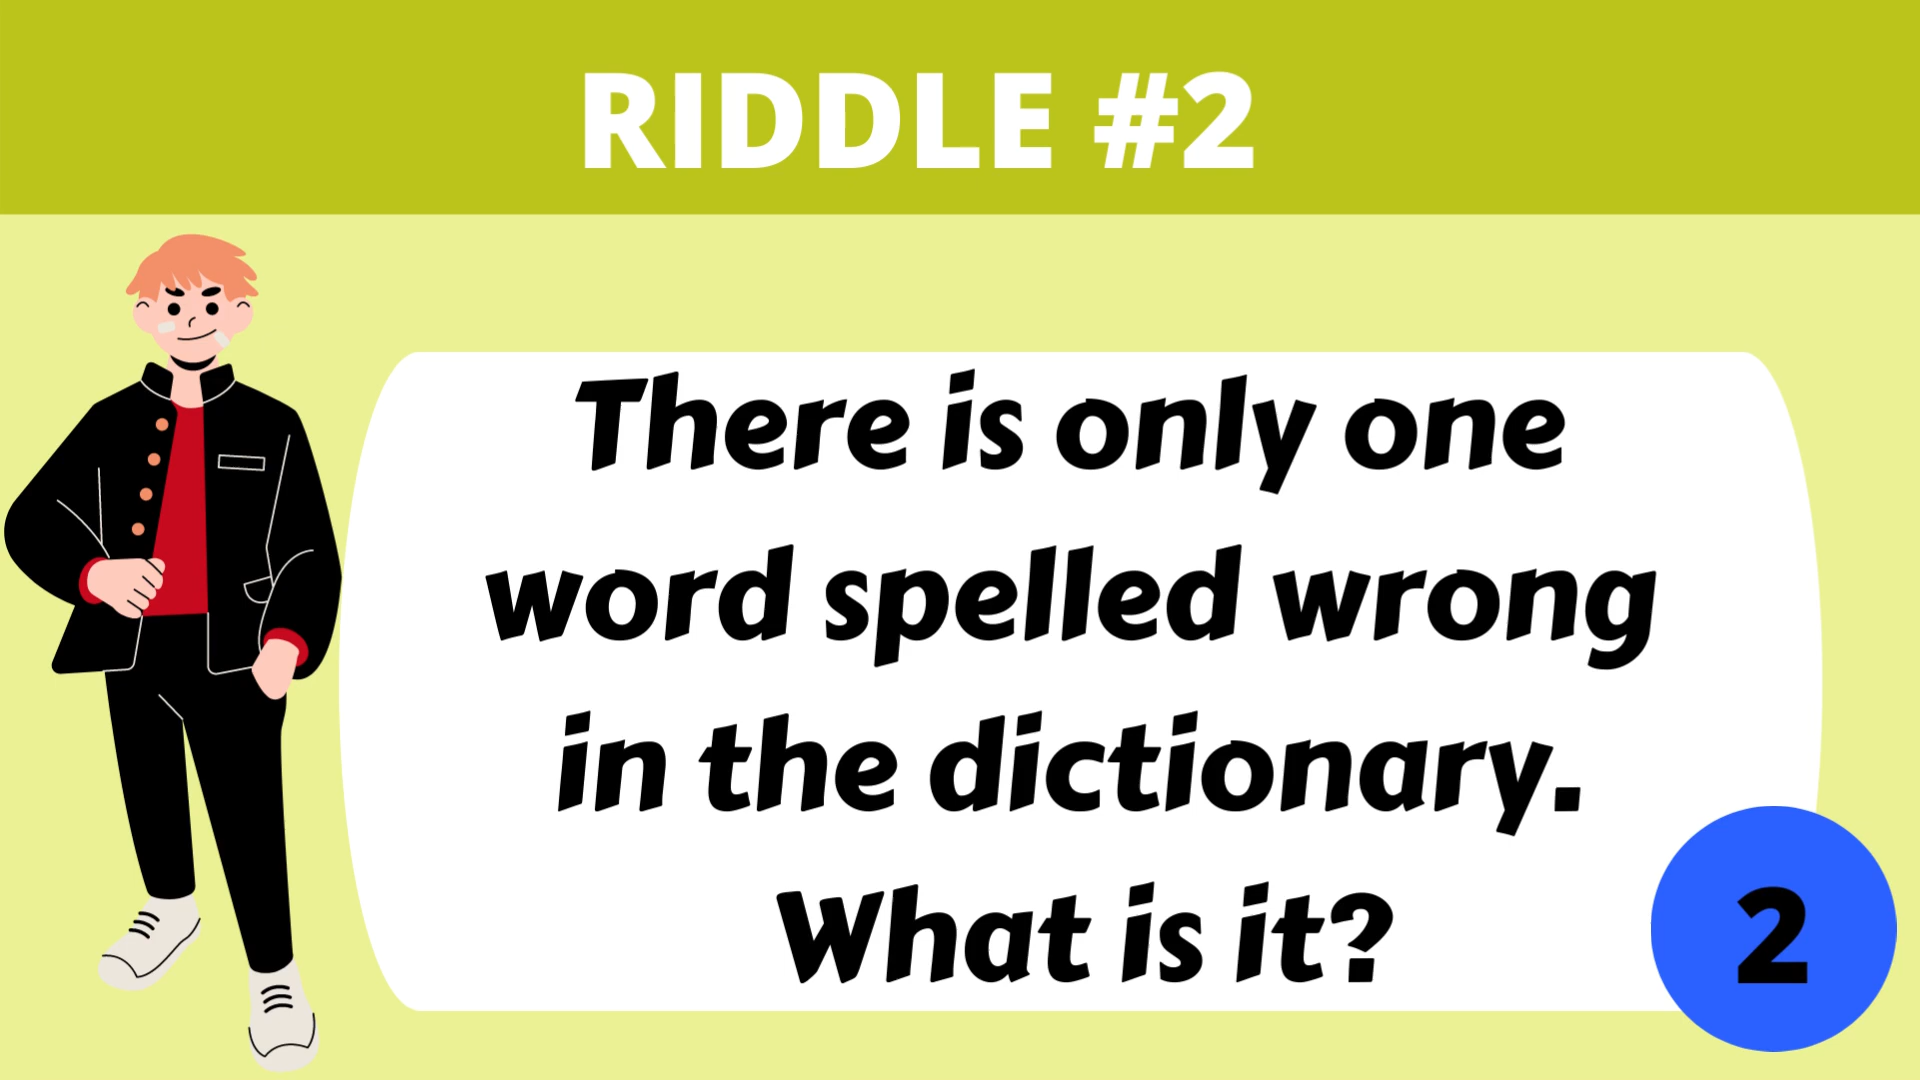 RIDDLE #2
There is only one
word spelled wrong
in the dictionary.
What is it?
2